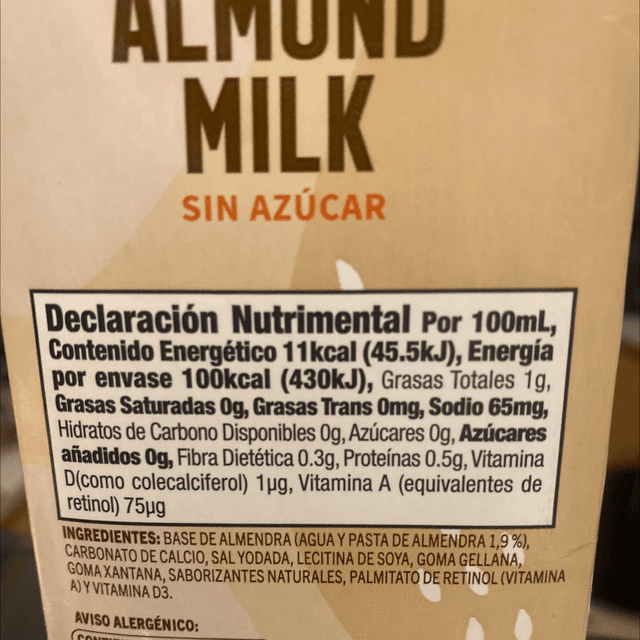 ALMOND
MILK
SIN AZÚCAR
Declaración Nutrimental Por 100mL,
Contenido Energético 11kcal (45.5kJ), Energía
por envase 100kcal (430kJ), Grasas Totales 1g,
Grasas Saturadas 0g, Grasas Trans 0mg, Sodio 65mg,
Hidratos de Carbono Disponibles 0g, Azúcares 0g, Azúcares
añadidos 0g, Fibra Dietética 0.3g, Proteínas 0.5g, Vitamina
D(como colecalciferol) 1µg, Vitamina A (equivalentes de
retinol) 75µg
INGREDIENTES: BASE DE ALMENDRA (AGUA Y PASTA DE ALMENDRA 1,9 %),
CARBONATO DE CALCIO, SAL YODADA, LECITINA DE SOYA, GOMA GELLANA,
GOMA XANTANA, SABORIZANTES NATURALES, PALMITATO DE RETINOL (VITAMINA
A) Y VITAMINA D3.
AVISO ALERGÉNICO: